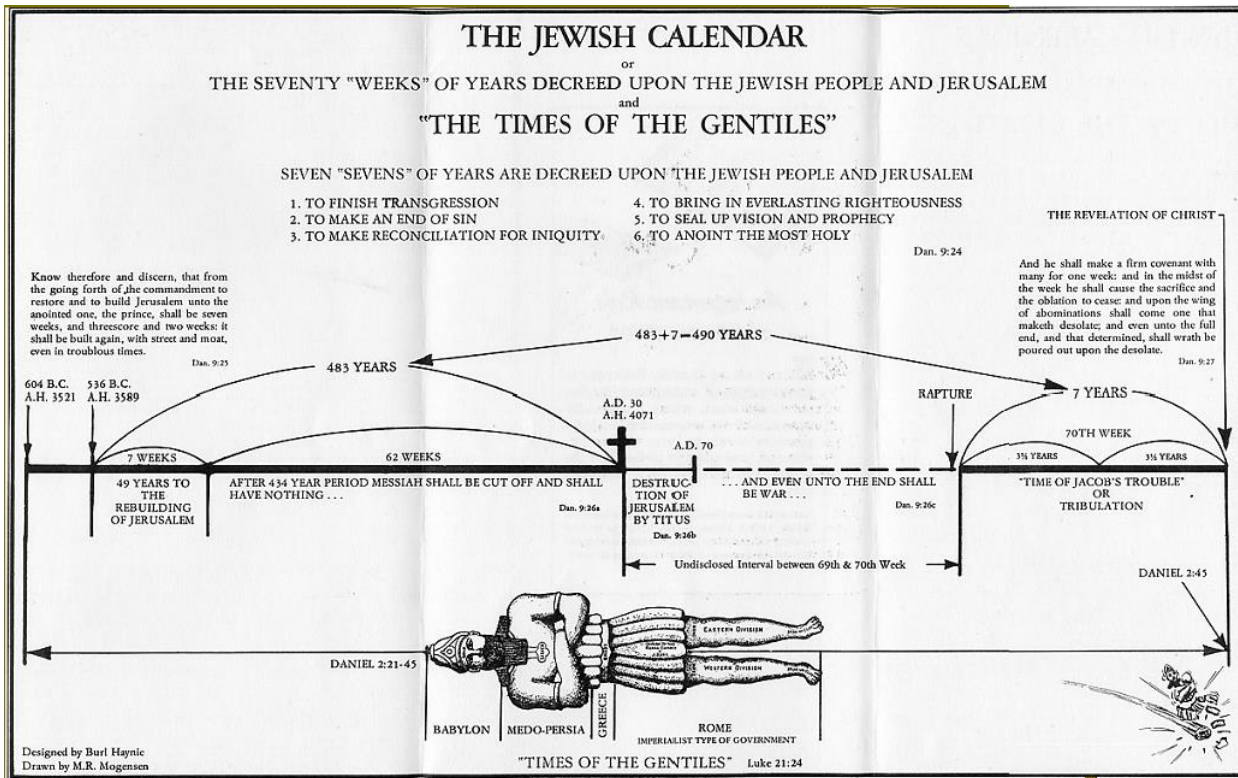 THE JEWISH CALENDAR
or
THE SEVENTY "WEEKS" OF YEARS DECREED UPON THE JEWISH PEOPLE AND JERUSALEM
and
"THE TIMES OF THE GENTILES"
SEVEN "SEVENS" OF YEARS ARE DECREED UPON THE JEWISH PEOPLE AND JERUSALEM
1. TO FINISH TRANSGRESSION
2. TO MAKE AN END OF SIN
3. TO MAKE RECONCILIATION FOR INIQUITY
4. TO BRING IN EVERLASTING RIGHTEOUSNESS
5. TO SEAL UP VISION AND PROPHECY
6. TO ANOINT THE MOST HOLY
Dan. 9:24
THE REVELATION OF CHRIST
Know therefore and discern, that from
the going forth of the commandment to
restore and to build Jerusalem unto the
anointed one, the prince, shall be seven
weeks, and threescore and two weeks: it
shall be built again, with street and moat,
even in troublous times.
Dan. 9:25
And he shall make a firm covenant with
many for one week: and in the midst of
the week he shall cause the sacrifice and
the oblation to cease: and upon the wing
of abominations shall come one that
maketh desolate; and even unto the full
end, and that determined, shall wrath be
poured out upon the desolate.
Dan. 9:27
483+7=490 YEARS
483 YEARS
7 YEARS
604 B.C.
A.H. 3521
536 B.C.
A.H. 3589
A.D. 30
A.H. 4071
A.D. 70
RAPTURE
70TH WEEK
7 WEEKS
62 WEEKS
3½ YEARS
3½ YEARS
49 YEARS TO
THE
REBUILDING
OF JERUSALEM
AFTER 434 YEAR PERIOD MESSIAH SHALL BE CUT OFF AND SHALL
HAVE NOTHING . . .
Dan. 9:26a
DESTRUC-
TION OF
JERUSALEM
BY TITUS
Dan. 9:26b
. . . AND EVEN UNTO THE END SHALL
BE WAR . . .
Dan. 9:26c
"TIME OF JACOB'S TROUBLE"
OR
TRIBULATION
Undisclosed Interval between 69th & 70th Week
DANIEL 2:45
DANIEL 2:21-45
EASTERN DIVISION
WESTERN DIVISION
BABYLON
MEDO-PERSIA
GREECE
ROME
IMPERIALIST TYPE OF GOVERNMENT
"TIMES OF THE GENTILES" Luke 21:24
Designed by Burl Haynie
Drawn by M.R. Mogensen